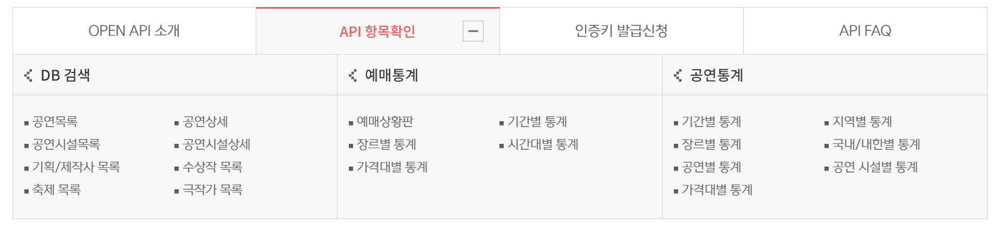 OPEN API 소개
API 항목확인
인증키 발급신청
API FAQ
DB 검색
공연목록
공연상세
공연시설목록
공연시설상세
기획/제작사 목록
수상작 목록
축제 목록
극작가 목록
예매통계
예매상황판
기간별 통계
장르별 통계
시간대별 통계
가격대별 통계
공연통계
기간별 통계
지역별 통계
장르별 통계
국내/내한별 통계
공연별 통계
공연 시설별 통계
가격대별 통계